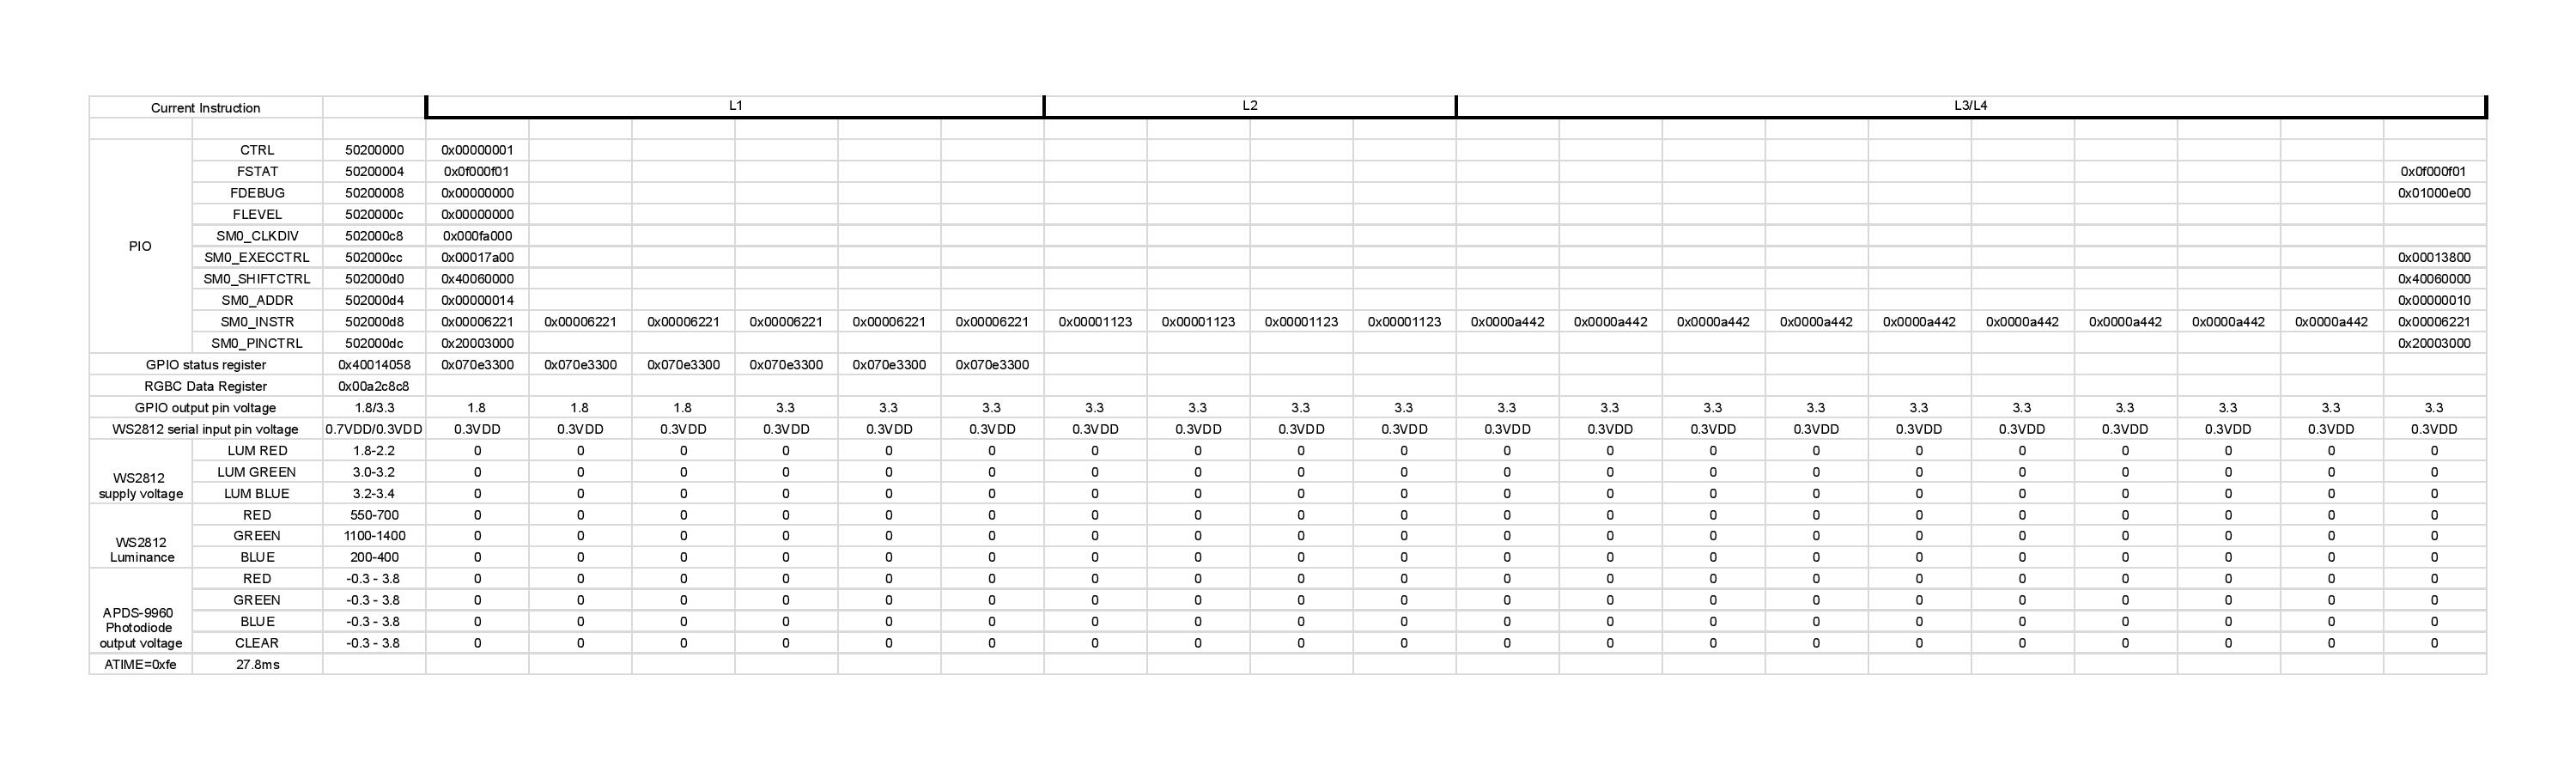 Current Instruction L1 L2 L3/L4
PIO
CTRL 50200000 0x00000001
FSTAT 50200004 0x0f000f01 0x0f000f01
FDEBUG 50200008 0x00000000 0x01000e00
FLEVEL 5020000c 0x00000000
SM0_CLKDIV 502000c8 0x000fa000
SM0_EXECCTRL 502000cc 0x00017a00 0x00013800
SM0_SHIFTCTRL 502000d0 0x40060000 0x40060000
SM0_ADDR 502000d4 0x00000014 0x00000010
SM0_INSTR 502000d8 0x00006221 0x00006221 0x00006221 0x00006221 0x00006221 0x00006221 0x00001123 0x00001123 0x00001123 0x00001123 0x0000a442 0x0000a442 0x0000a442 0x0000a442 0x0000a442 0x0000a442 0x0000a442 0x0000a442 0x0000a442 0x00006221
SM0_PINCTRL 502000dc 0x20003000 0x20003000
GPIO status register 0x40014058 0x070e3300 0x070e3300 0x070e3300 0x070e3300 0x070e3300 0x070e3300
RGBC Data Register 0x00a2c8c8
GPIO output pin voltage 1.8/3.3 1.8 1.8 1.8 3.3 3.3 3.3 3.3 3.3 3.3 3.3 3.3 3.3 3.3 3.3 3.3 3.3 3.3 3.3 3.3 3.3
WS2812 serial input pin voltage 0.7VDD/0.3VDD 0.3VDD 0.3VDD 0.3VDD 0.3VDD 0.3VDD 0.3VDD 0.3VDD 0.3VDD 0.3VDD 0.3VDD 0.3VDD 0.3VDD 0.3VDD 0.3VDD 0.3VDD 0.3VDD 0.3VDD 0.3VDD 0.3VDD 0.3VDD
WS2812
supply voltage
LUM RED 1.8-2.2 0 0 0 0 0 0 0 0 0 0 0 0 0 0 0 0 0 0 0 0
LUM GREEN 3.0-3.2 0 0 0 0 0 0 0 0 0 0 0 0 0 0 0 0 0 0 0 0
LUM BLUE 3.2-3.4 0 0 0 0 0 0 0 0 0 0 0 0 0 0 0 0 0 0 0 0
WS2812
Luminance
RED 550-700 0 0 0 0 0 0 0 0 0 0 0 0 0 0 0 0 0 0 0 0
GREEN 1100-1400 0 0 0 0 0 0 0 0 0 0 0 0 0 0 0 0 0 0 0 0
BLUE 200-400 0 0 0 0 0 0 0 0 0 0 0 0 0 0 0 0 0 0 0 0
APDS-9960
Photodiode
output voltage
RED -0.3 - 3.8 0 0 0 0 0 0 0 0 0 0 0 0 0 0 0 0 0 0 0 0
GREEN -0.3 - 3.8 0 0 0 0 0 0 0 0 0 0 0 0 0 0 0 0 0 0 0 0
BLUE -0.3 - 3.8 0 0 0 0 0 0 0 0 0 0 0 0 0 0 0 0 0 0 0 0
CLEAR -0.3 - 3.8 0 0 0 0 0 0 0 0 0 0 0 0 0 0 0 0 0 0 0 0
ATIME=0xfe 27.8ms